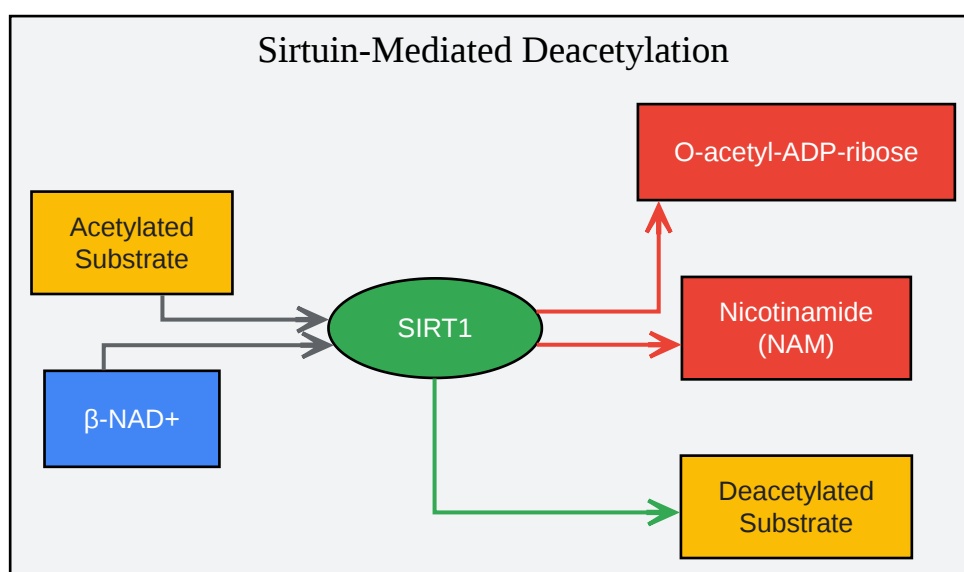 Sirtuin-Mediated Deacetylation
O-acetyl-ADP-ribose
Acetylated
Substrate
SIRT1
Nicotinamide
(NAM)
β-NAD+
Deacetylated
Substrate